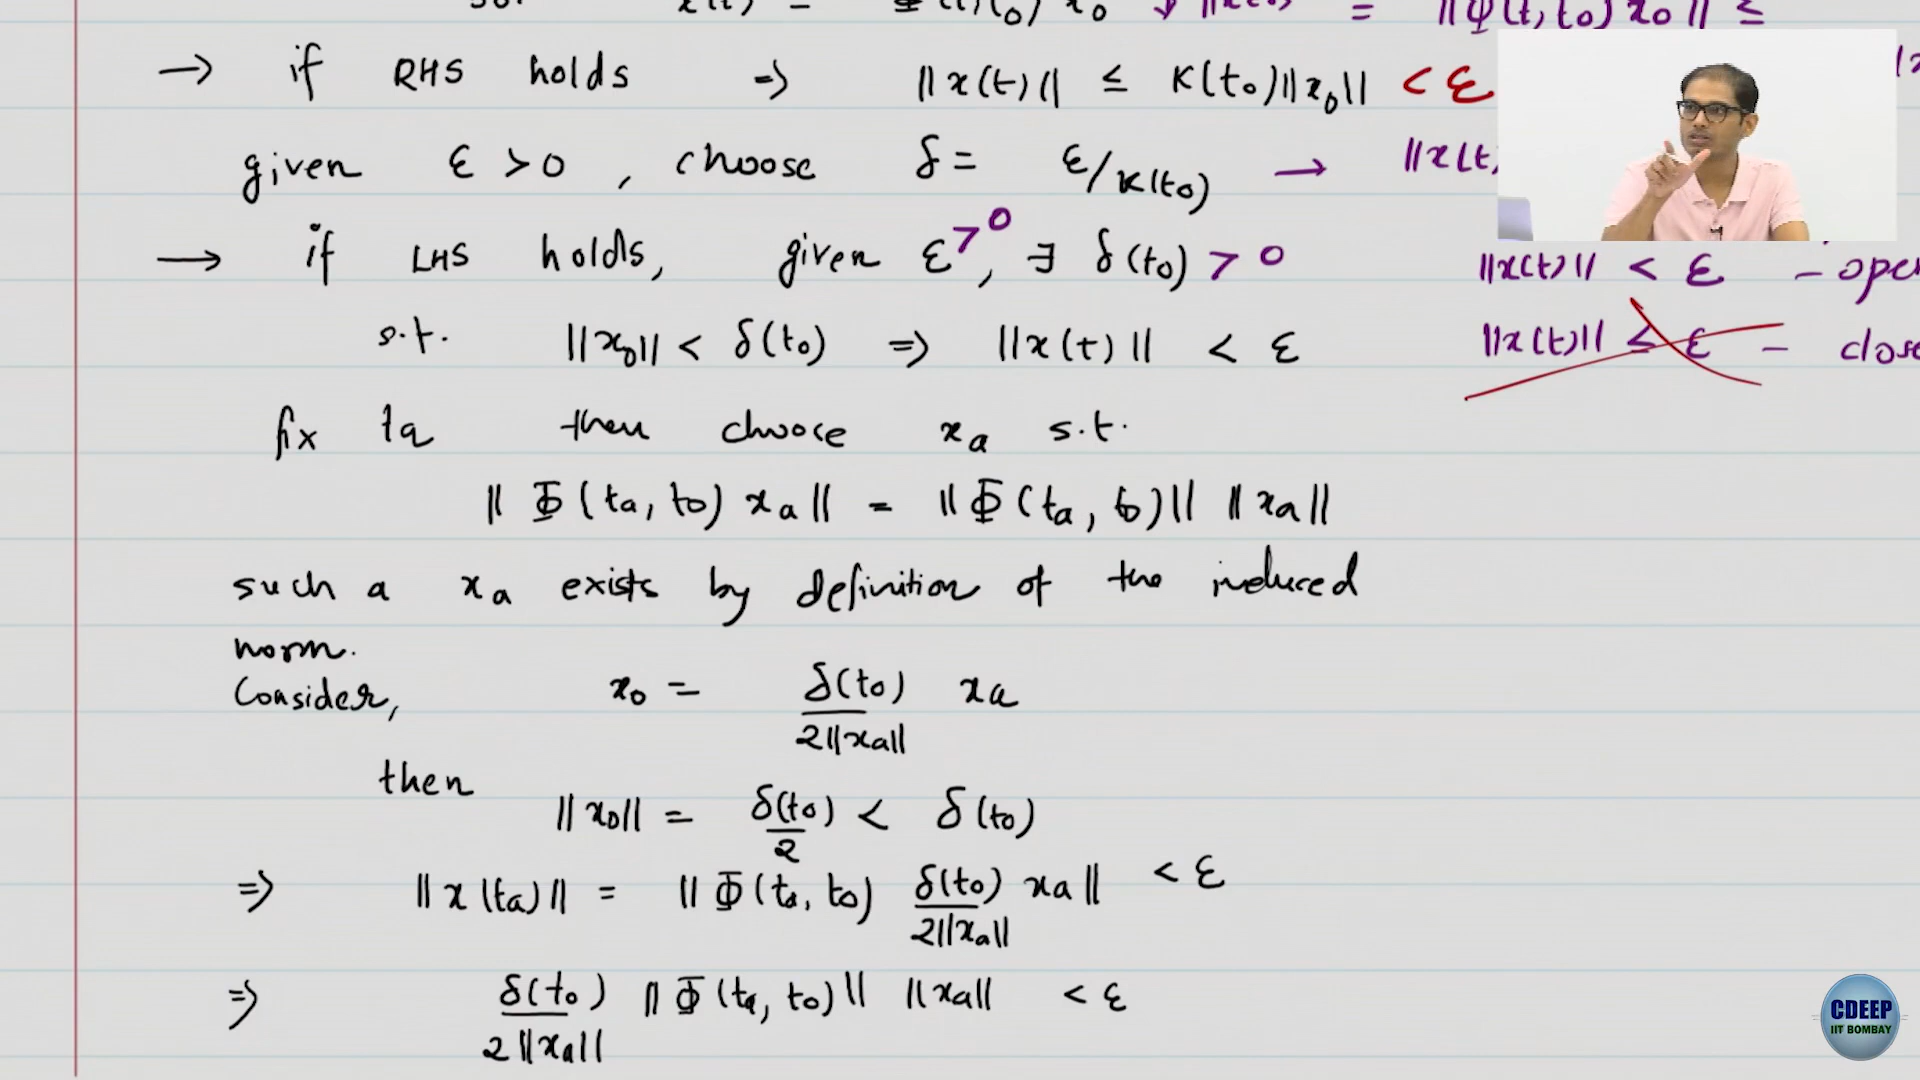 → if RHS holds ⇒ ||x(t)|| ≤ K(t₀)||x₀|| < ε
given ε > 0, choose δ = ε/K(t₀) → ||x(t)
→ if LHS holds, given ε > 0, ∃ δ(t₀) > 0
||x(t)|| < ε – open
s.t. ||x₀|| < δ(t₀) ⇒ ||x(t)|| < ε
||x(t)|| ≤ ε – close
fix ta then choose xa s.t.
||Φ(ta, t₀) xa|| = ||Φ(ta, t₀)|| ||xa||
such a xa exists by definition of the induced
norm.
Consider, x₀ = δ(t₀)/2||xa|| xa
then ||x₀|| = δ(t₀)/2 < δ(t₀)
⇒ ||x(ta)|| = ||Φ(ta, t₀) δ(t₀)/2||xa|| xa|| < ε
⇒ δ(t₀)/2||xa|| ||Φ(ta, t₀)|| ||xa|| < ε
CDEEP
IIT BOMBAY